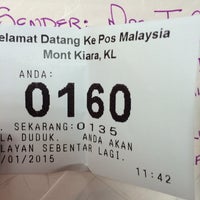 elamat Datang Ke Pos Malaysia
Mont Kiara, KL
ANDA:
0160
SEKARANG:0135
LA DUDUK. ANDA AKAN
LAYAN SEBENTAR LAGI.
/01/2015 11:42